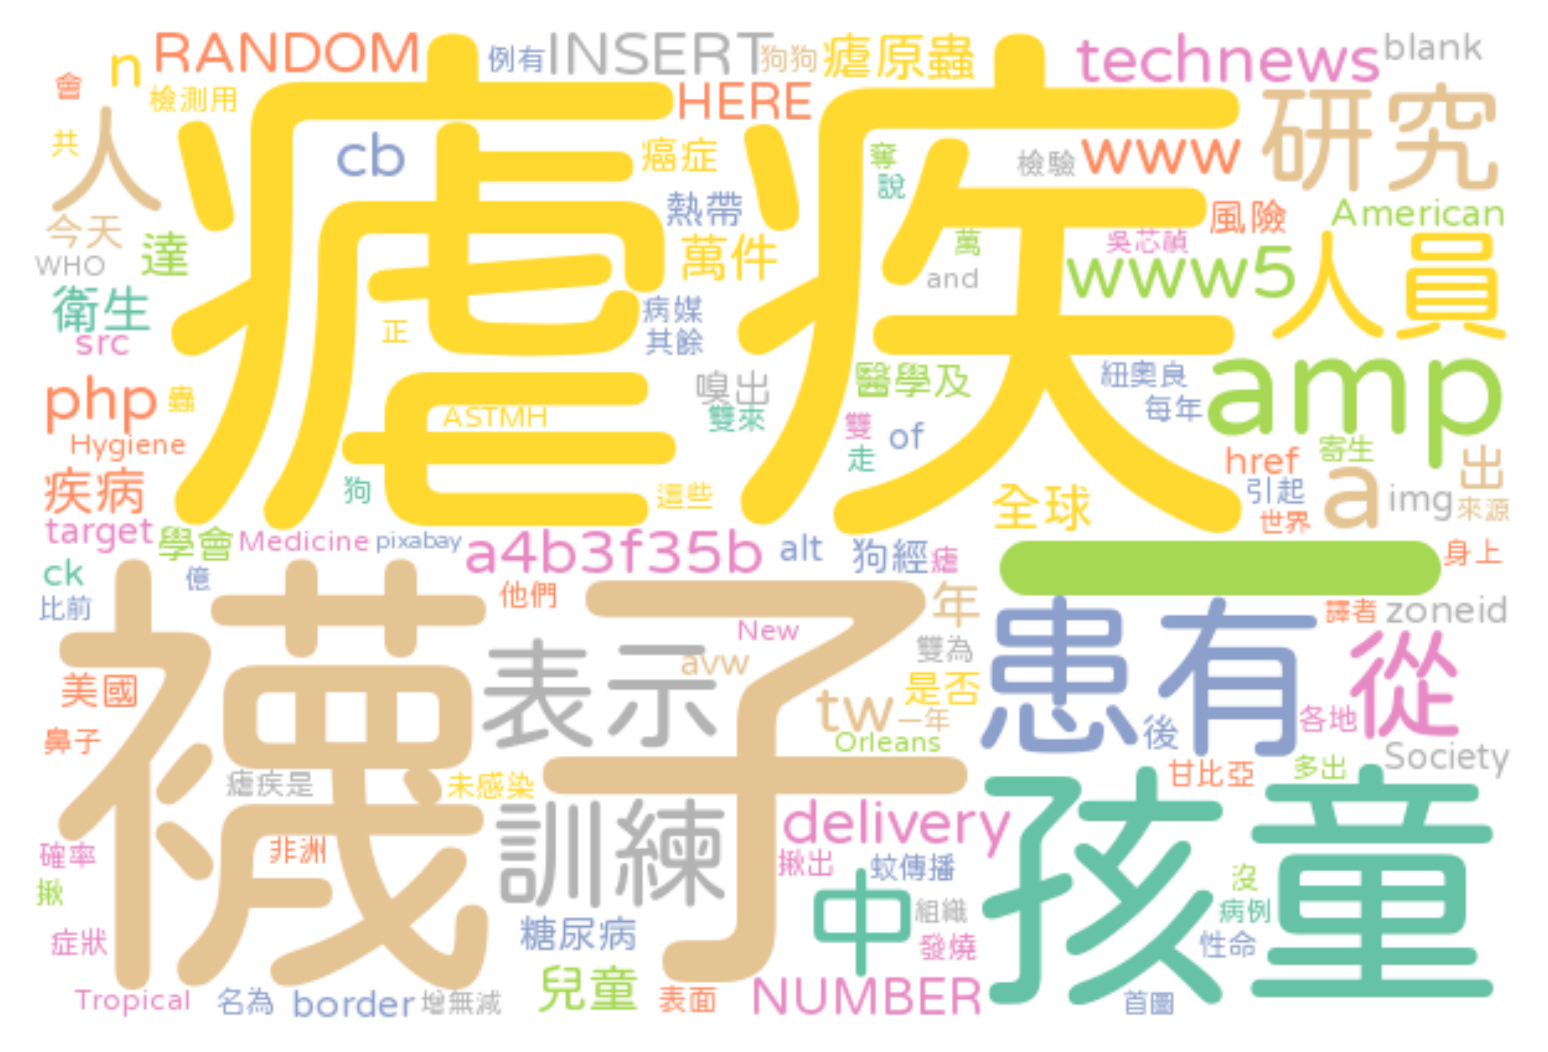 RANDOM
例有
INSERT
狗狗
瘧原蟲
technews
blank
會
n
檢測用
HERE
研究
共
人
cb
癌症
奪
說
檢驗
www
今天
達
熱帶
萬件
萬
吳芯禎
風險
American
WHO
衛生
src
瘧疾
正
病媒
其餘
and
www5
人員
php
蟲
Hygiene
ASTMH
嗅出
雙來
醫學及
雙
走
of
紐奧良
每年
amp
疾病
狗
這些
全球
href
寄生
引起
世界
a
img
出
來源
target
學會
Medicine
pixabay
a4b3f35b
alt
狗經
瘧
一
身上
ck
億
比前
他們
年
譯者
zoneid
襪子
美國
鼻子
表示
New
avw
雙為
是否
tw
一年
Orleans
患有
後
各地
從
Society
瘧疾是
未感染
甘比亞
多出
確率
揪
非洲
訓練
delivery
揪出
蚊傳播
孩童
症狀
糖尿病
中
組織
發燒
沒
病例
性命
Tropical
名為
border
增無減
兒童
表面
NUMBER
首圖